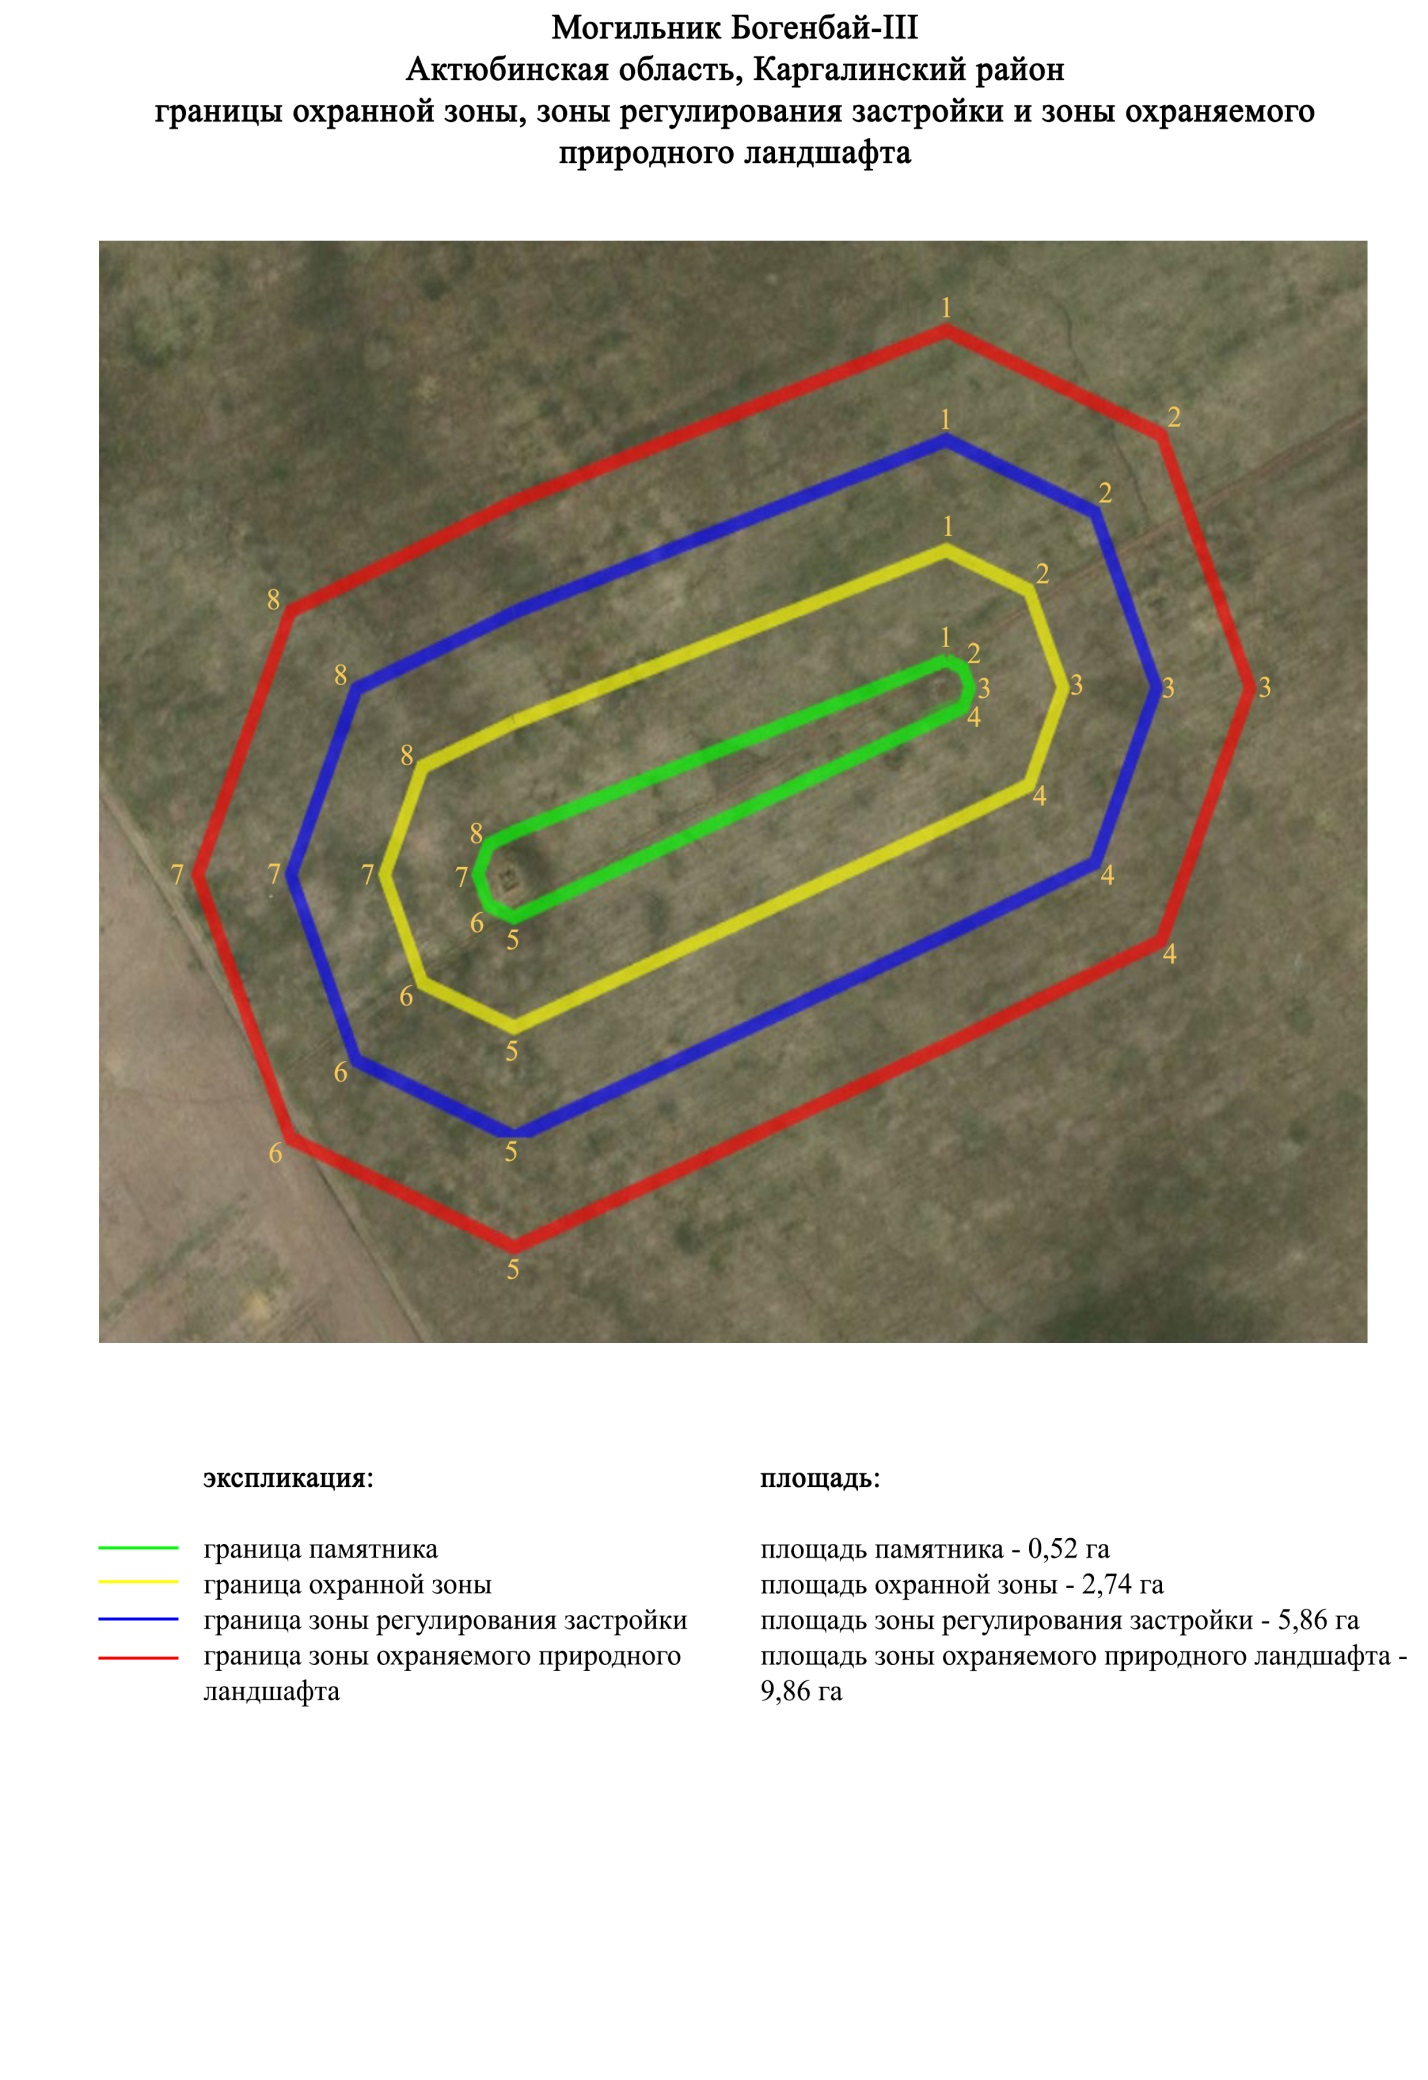 Могильник Богенбай-III
Актюбинская область, Каргалинский район
границы охранной зоны, зоны регулирования застройки и зоны охраняемого
природного ландшафта
1
2
1
2
1
2
8
1
2
8
3
3
3
3
4
8
4
8
7
7
7
7
4
6
5
4
6
5
6
5
6
5
экспликация:
площадь:
граница памятника
площадь памятника - 0,52 га
граница охранной зоны
площадь охранной зоны - 2,74 га
граница зоны регулирования застройки
площадь зоны регулирования застройки - 5,86 га
граница зоны охраняемого природного
ландшафта
площадь зоны охраняемого природного ландшафта -
9,86 га